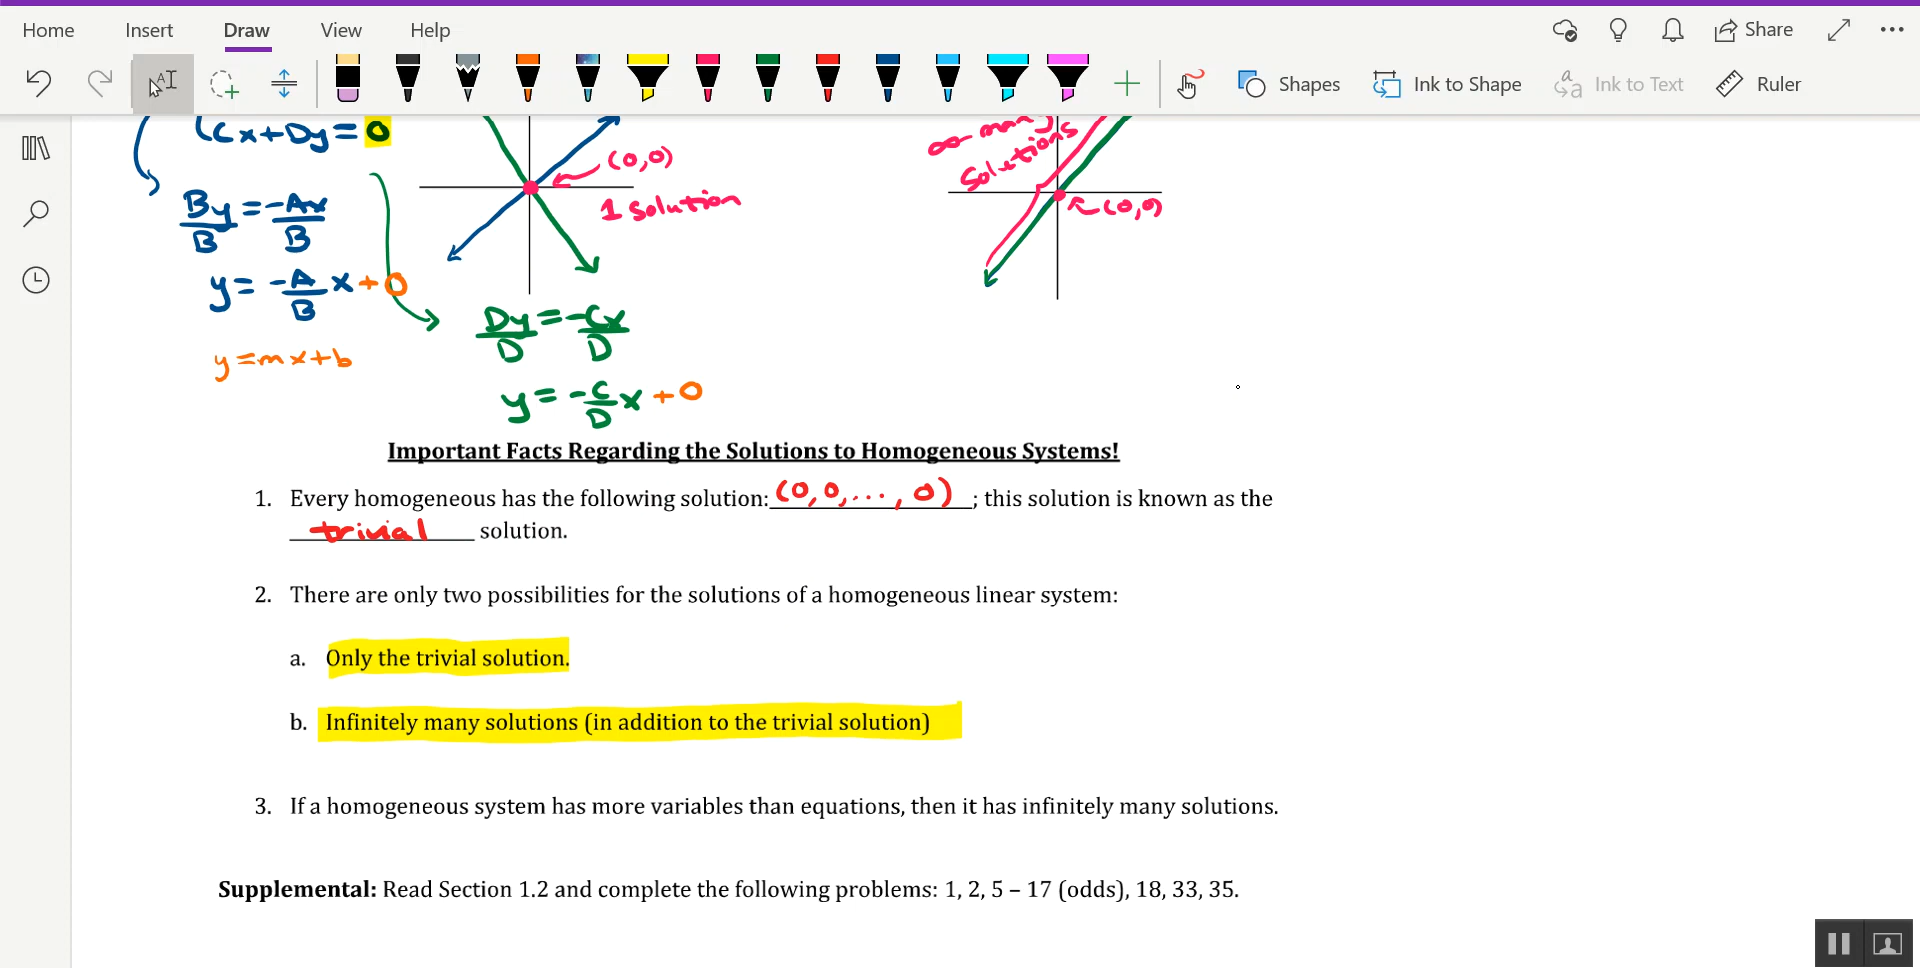 Home Insert Draw View Help Share
Shapes Ink to Shape Ink to Text Ruler
(Cx+Dy=0
∞-many
solutions
(0,0)
1 solution
(0,0)
By/B=-Ax/B
y=-A/B x+0
y=mx+b
Dy/D=-Cx/D
y=-C/D x+0
Important Facts Regarding the Solutions to Homogeneous Systems!
1. Every homogeneous has the following solution: (0,0,...,0) ; this solution is known as the
trivial solution.
2. There are only two possibilities for the solutions of a homogeneous linear system:
a. Only the trivial solution.
b. Infinitely many solutions (in addition to the trivial solution)
3. If a homogeneous system has more variables than equations, then it has infinitely many solutions.
Supplemental: Read Section 1.2 and complete the following problems: 1, 2, 5 – 17 (odds), 18, 33, 35.